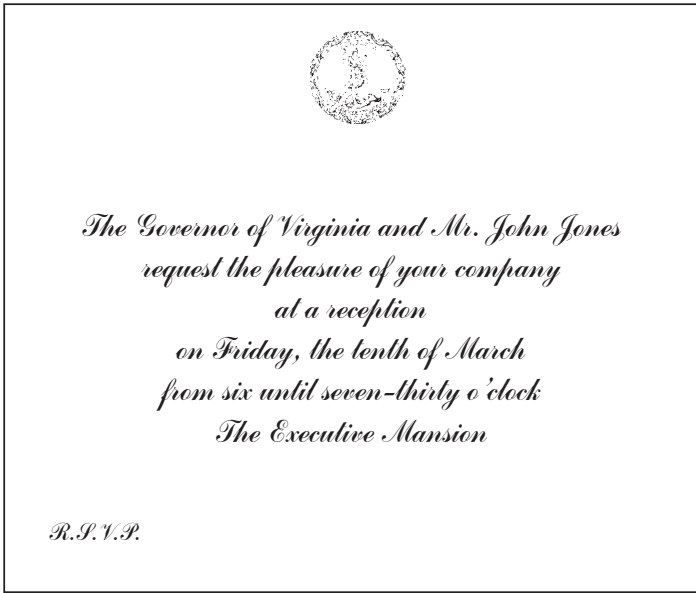 The Governor of Virginia and Mr. John Jones
request the pleasure of your company
at a reception
on Friday, the tenth of March
from six until seven-thirty o'clock
The Executive Mansion
R.S.V.P.